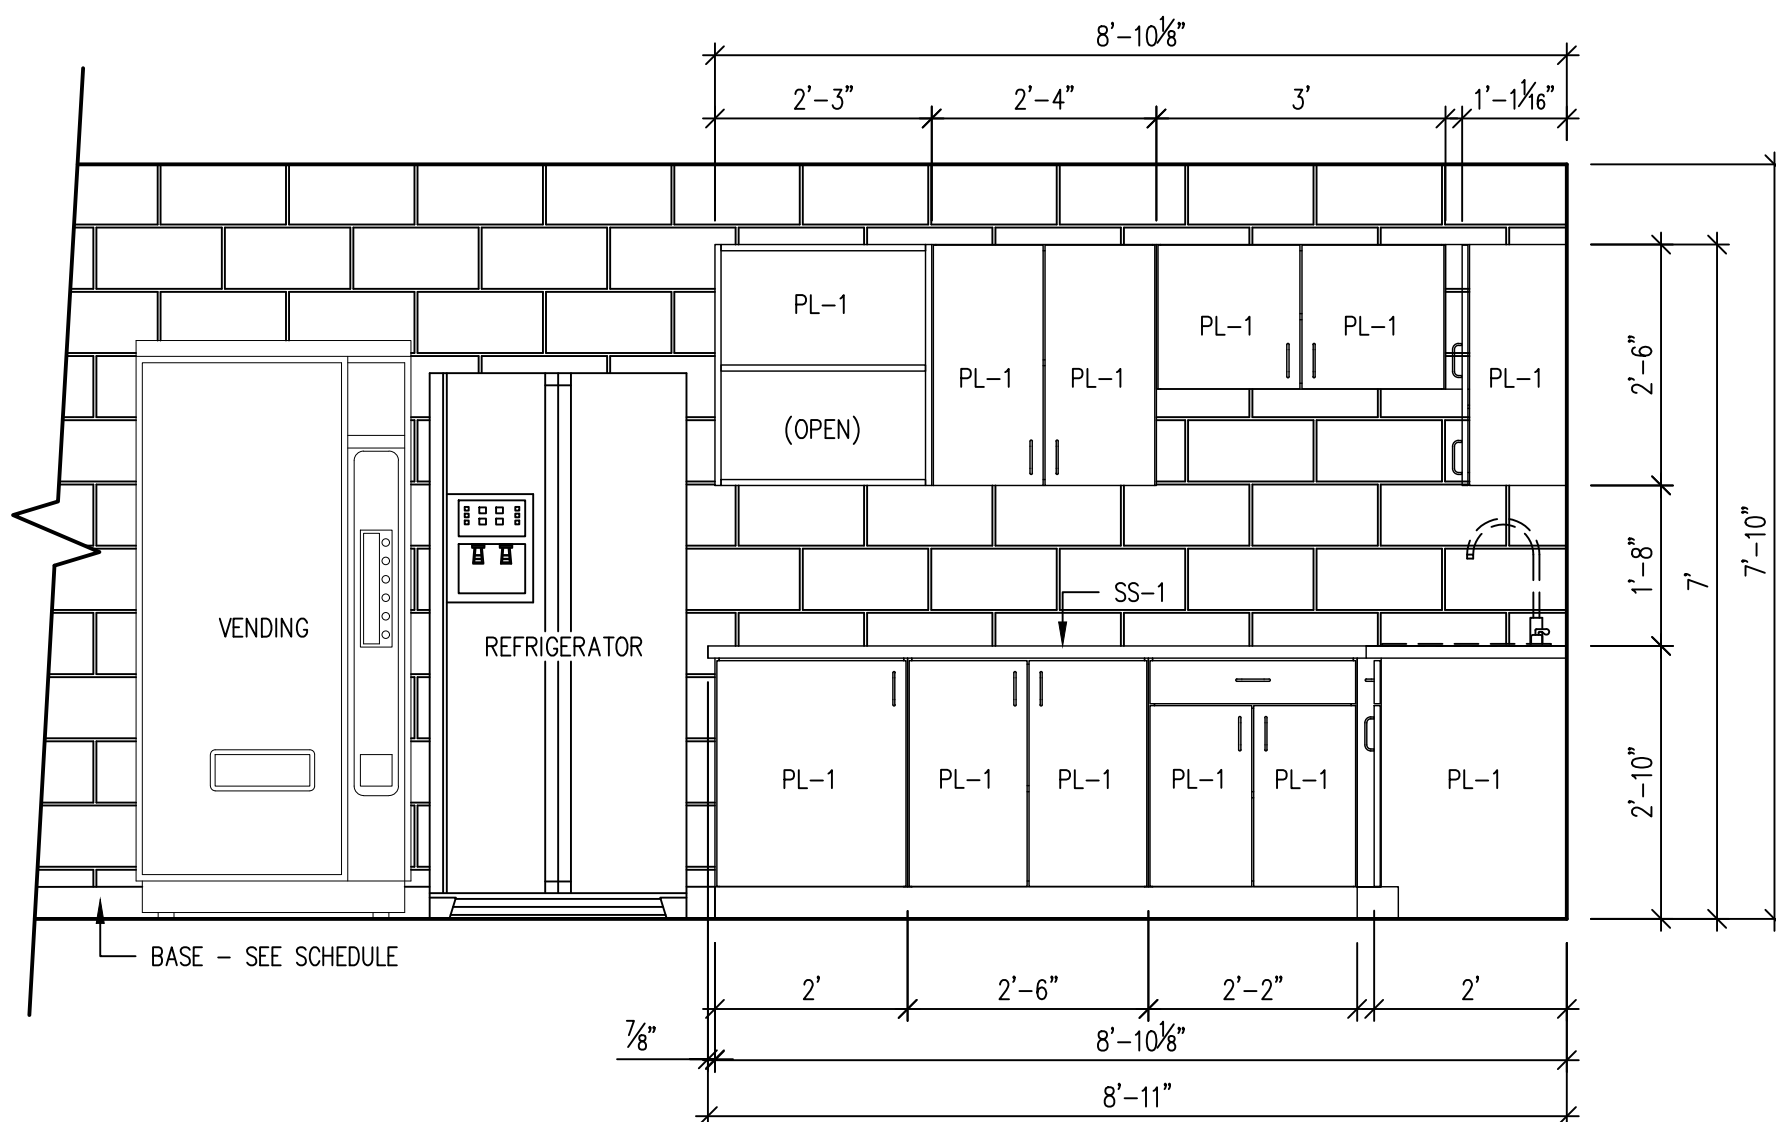 8'-10⅛"
2'-3" 2'-4" 3' 1'-1 1/16"
PL-1
PL-1 PL-1
PL-1 PL-1 PL-1
2'-6"
(OPEN)
7'-10"
1'-8"
7'
SS-1
VENDING
REFRIGERATOR
PL-1 PL-1 PL-1 PL-1 PL-1 PL-1
2'-10"
BASE - SEE SCHEDULE
2' 2'-6" 2'-2" 2'
⅞"
8'-10⅛"
8'-11"